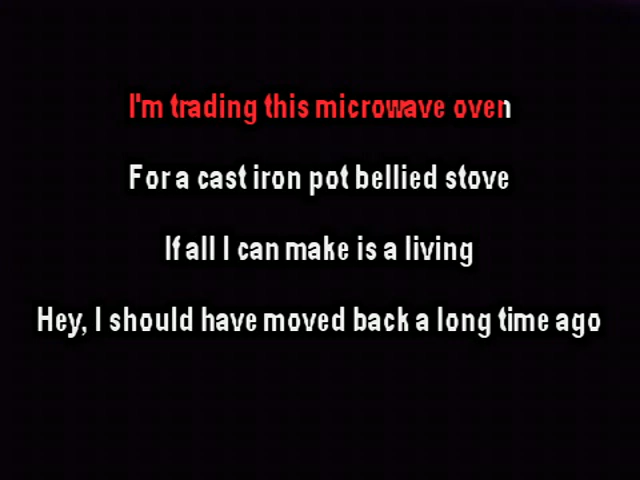 I'm trading this microwave oven
For a cast iron pot bellied stove
If all I can make is a living
Hey, I should have moved back a long time ago